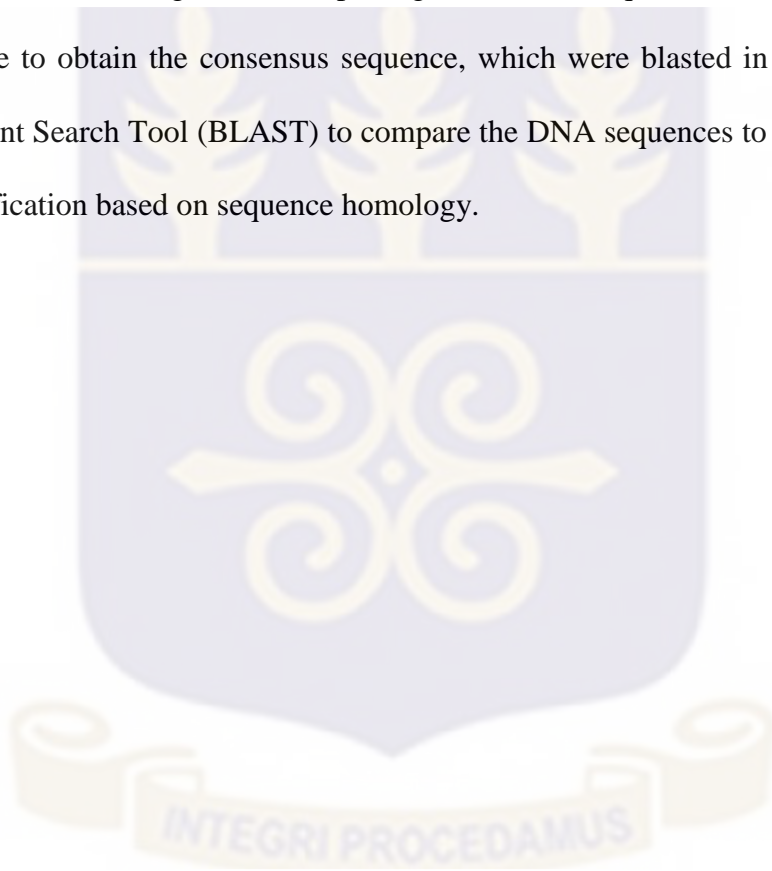 e to obtain the consensus sequence, which were blasted in
nt Search Tool (BLAST) to compare the DNA sequences to
fication based on sequence homology.
INTEGRI PROCEDAMUS